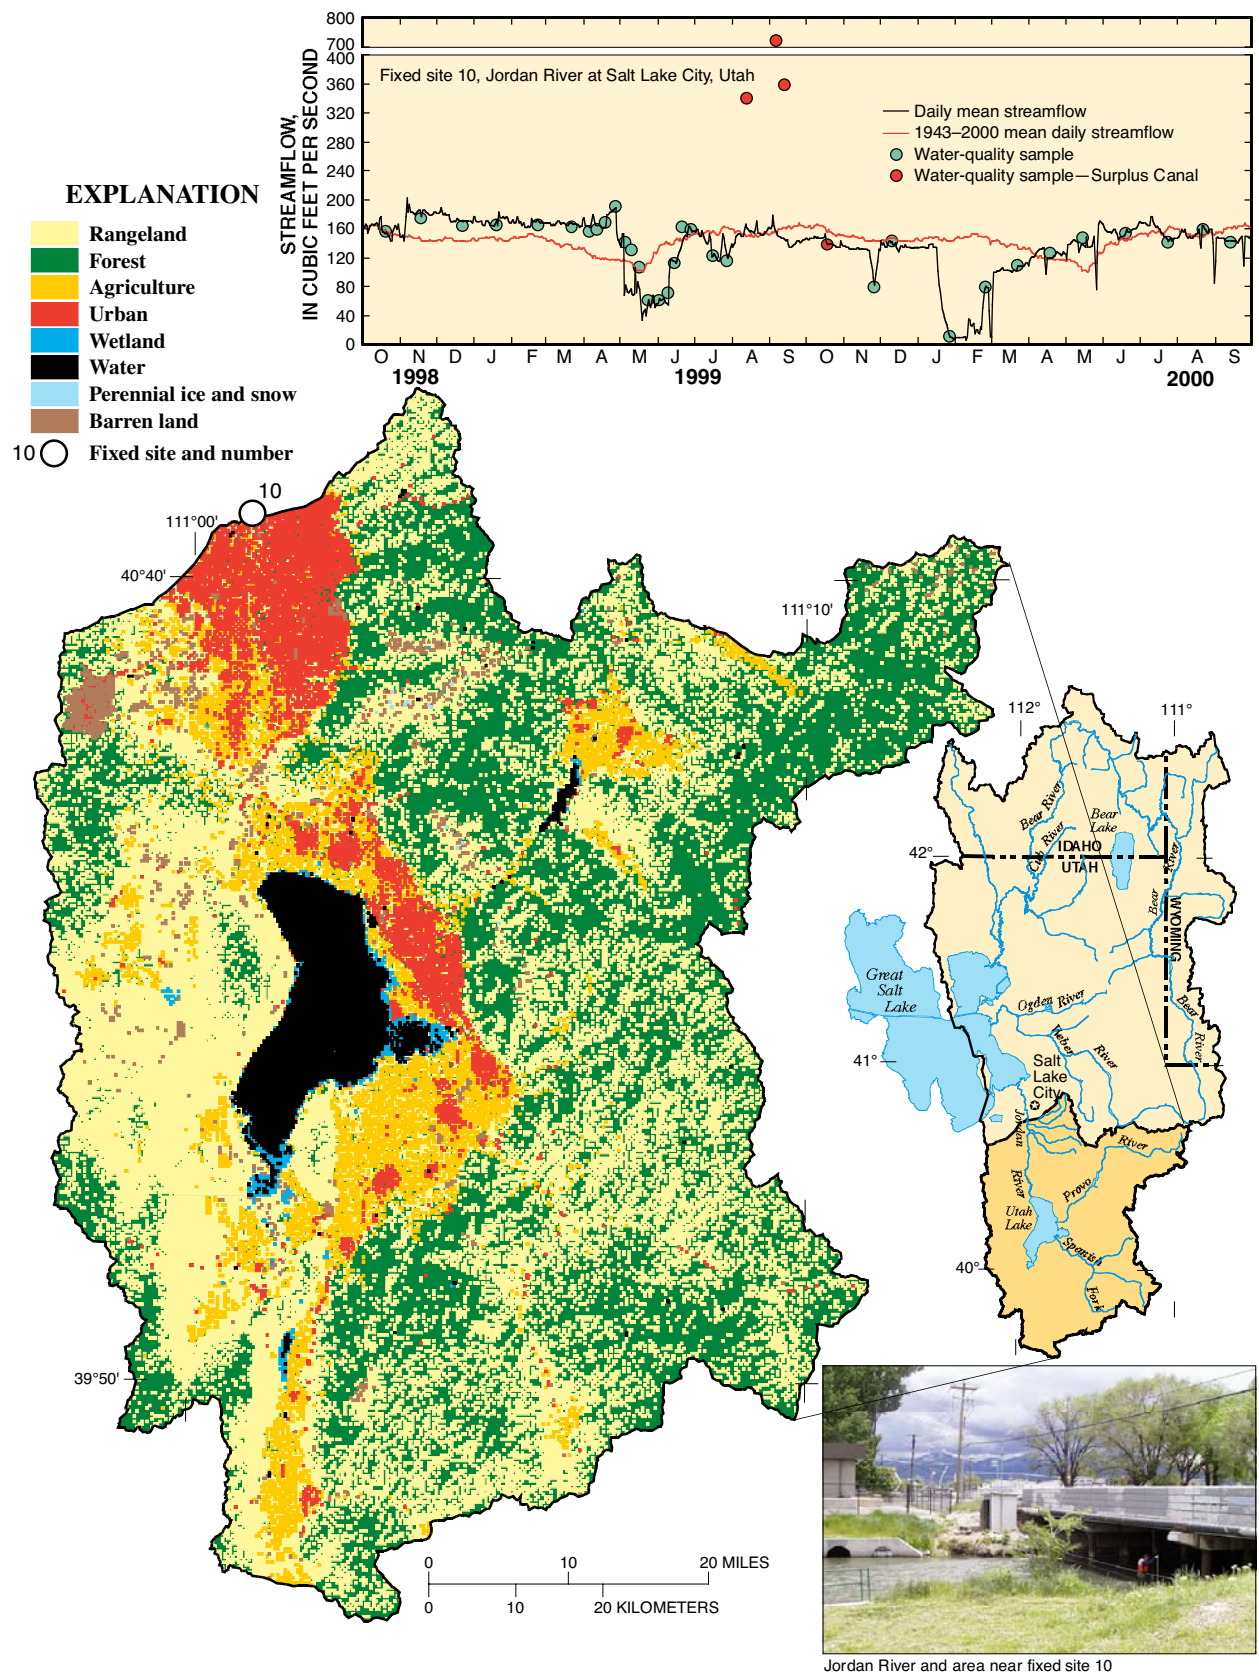 800
700
400
360
320
280
240
200
160
120
80
40
0
STREAMFLOW,
IN CUBIC FEET PER SECOND
Fixed site 10, Jordan River at Salt Lake City, Utah
Daily mean streamflow
1943–2000 mean daily streamflow
Water-quality sample
Water-quality sample—Surplus Canal
O N D J F M A M J J A S O N D J F M A M J J A S
1998 1999 2000
EXPLANATION
Rangeland
Forest
Agriculture
Urban
Wetland
Water
Perennial ice and snow
Barren land
10 Fixed site and number
10
111°00'
40°40'
111°10'
39°50'
112° 111°
42°
41°
40°
Bear River
Cub River
Bear
Lake
IDAHO
UTAH
WYOMING
Bear
River
Great
Salt
Lake
Ogden River
Weber
River
Bear
River
Salt
Lake
City
Jordan
River
River
Provo
Utah
Lake
Spanish
Fork
0 10 20 MILES
0 10 20 KILOMETERS
Jordan River and area near fixed site 10